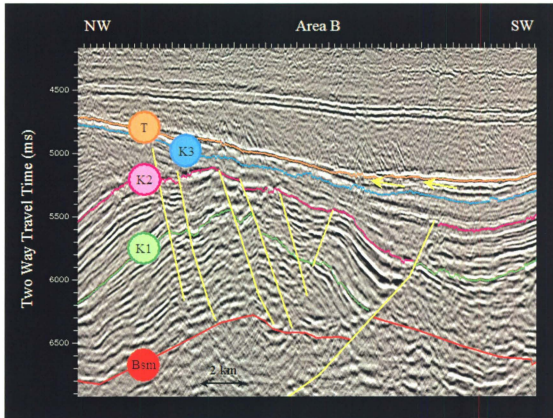 NW
Area B
SW
Two Way Travel Time (ms)
4500
5000
5500
6000
6500
T
K3
K2
K1
Bsm
2 km